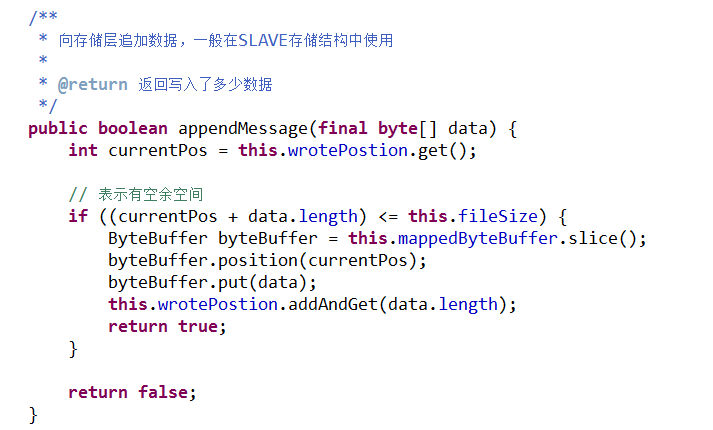 /**
 * 向存储层追加数据，一般在SLAVE存储结构中使用
 *
 * @return 返回写入了多少数据
 */
public boolean appendMessage(final byte[] data) {
    int currentPos = this.wrotePostion.get();

    // 表示有空余空间
    if ((currentPos + data.length) <= this.fileSize) {
        ByteBuffer byteBuffer = this.mappedByteBuffer.slice();
        byteBuffer.position(currentPos);
        byteBuffer.put(data);
        this.wrotePostion.addAndGet(data.length);
        return true;
    }

    return false;
}